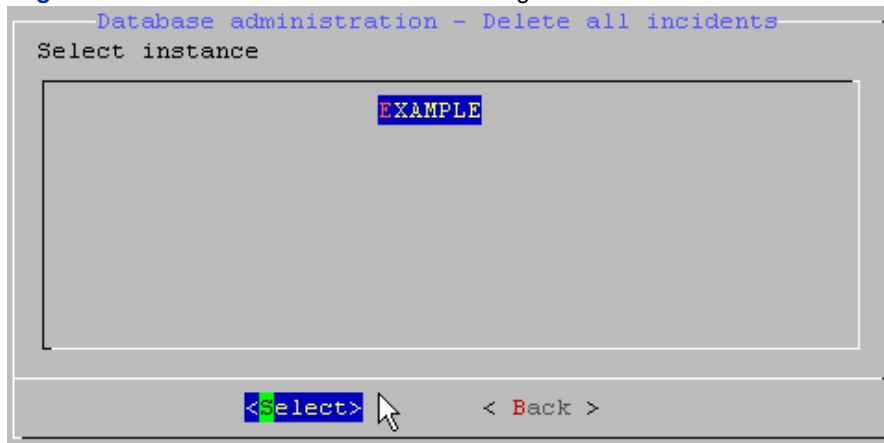 Database administration - Delete all incidents
Select instance
EXAMPLE
<Select> < Back >